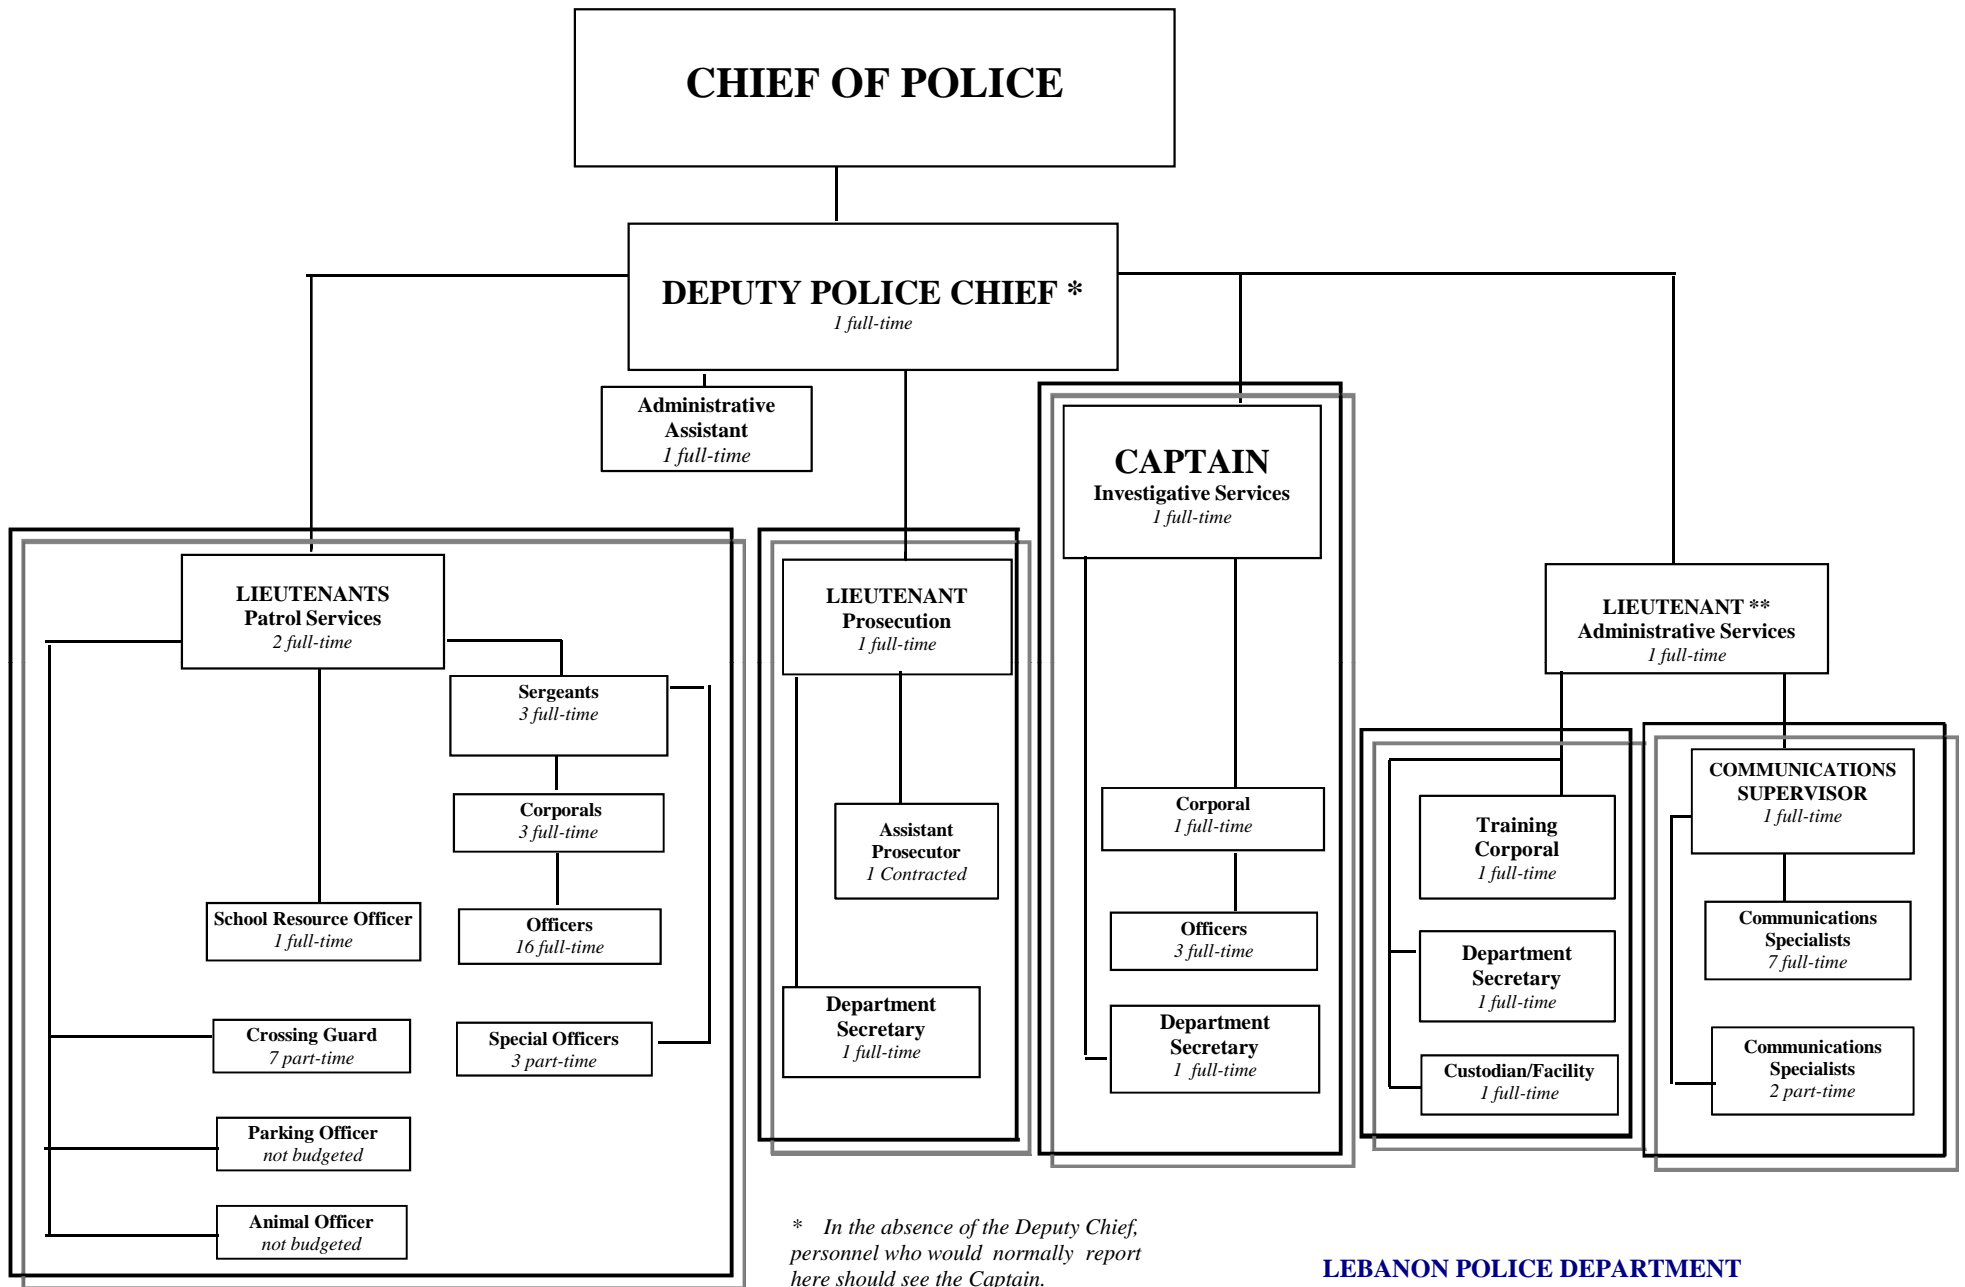 CHIEF OF POLICE
DEPUTY POLICE CHIEF *
1 full-time
Administrative
Assistant
1 full-time
LIEUTENANTS
Patrol Services
2 full-time
Sergeants
3 full-time
Corporals
3 full-time
Officers
16 full-time
Special Officers
3 part-time
School Resource Officer
1 full-time
Crossing Guard
7 part-time
Parking Officer
not budgeted
Animal Officer
not budgeted
LIEUTENANT
Prosecution
1 full-time
Assistant
Prosecutor
1 Contracted
Department
Secretary
1 full-time
CAPTAIN
Investigative Services
1 full-time
Corporal
1 full-time
Officers
3 full-time
Department
Secretary
1 full-time
LIEUTENANT **
Administrative Services
1 full-time
Training
Corporal
1 full-time
Department
Secretary
1 full-time
Custodian/Facility
1 full-time
COMMUNICATIONS
SUPERVISOR
1 full-time
Communications
Specialists
7 full-time
Communications
Specialists
2 part-time
* In the absence of the Deputy Chief,
personnel who would normally report
here should see the Captain.
LEBANON POLICE DEPARTMENT